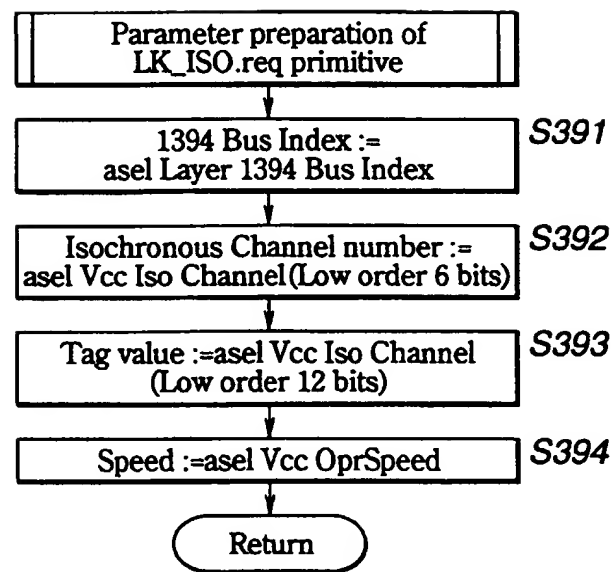 Parameter preparation of
LK_ISO.req primitive
1394 Bus Index :=
asel Layer 1394 Bus Index
S391
Isochronous Channel number :=
asel Vcc Iso Channel(Low order 6 bits)
S392
Tag value :=asel Vcc Iso Channel
(Low order 12 bits)
S393
Speed :=asel Vcc OprSpeed
S394
Return